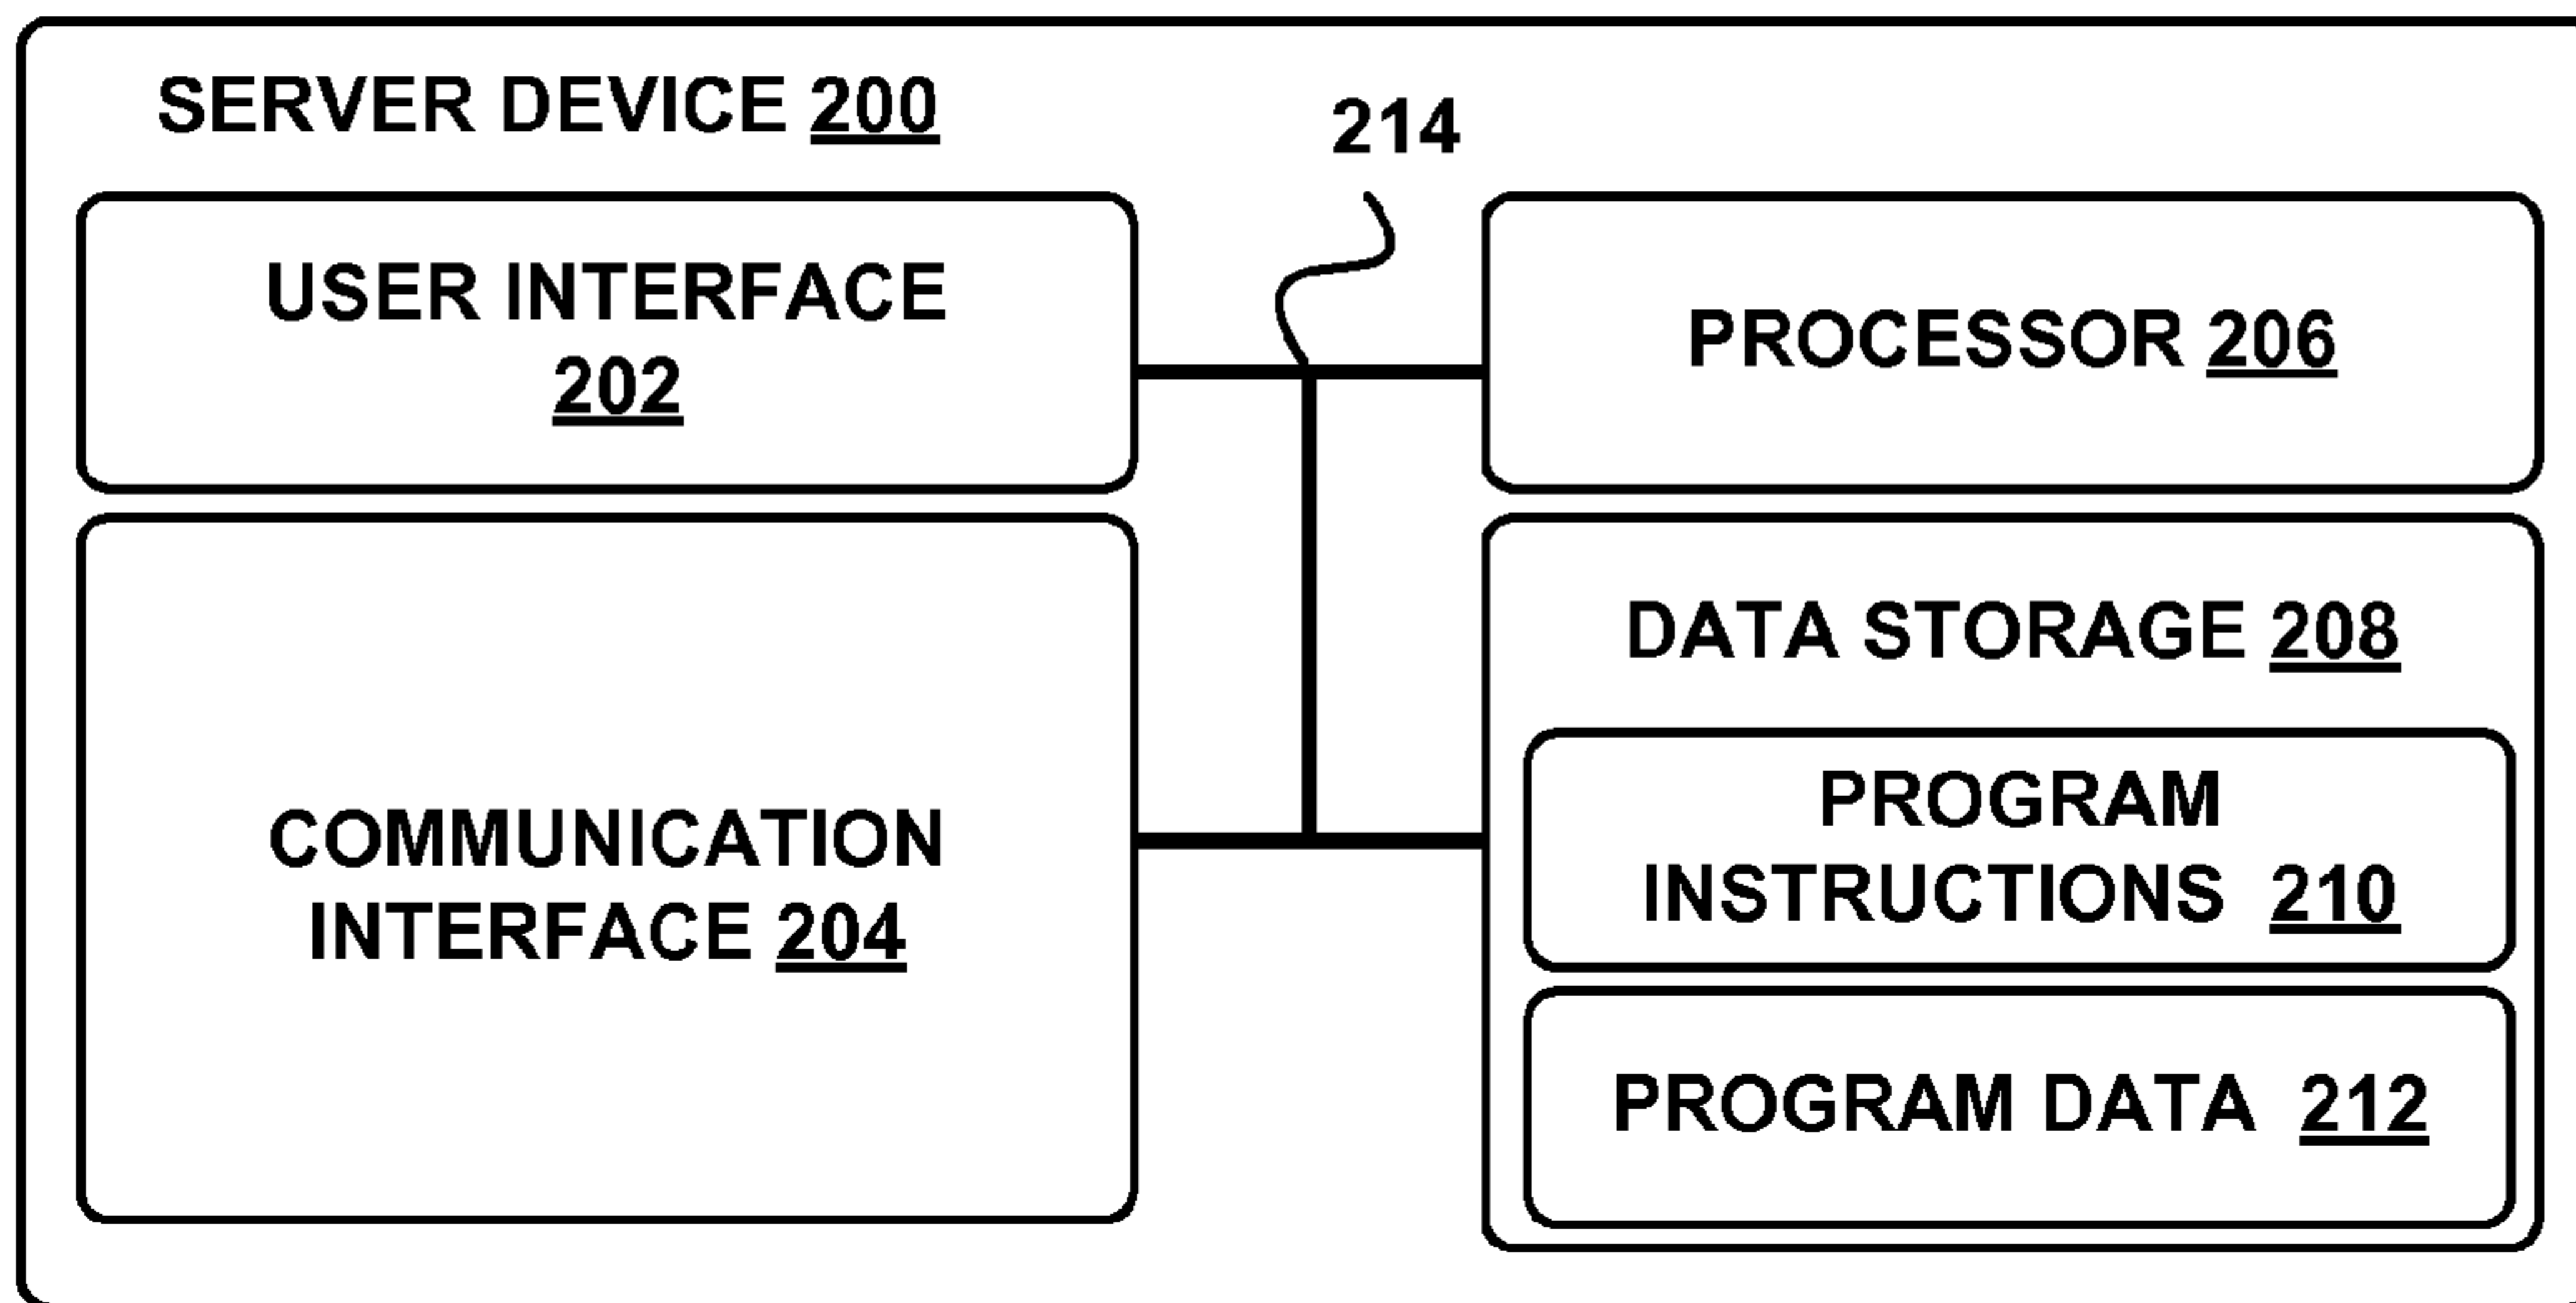 SERVER DEVICE 200
214
USER INTERFACE
202
PROCESSOR 206
COMMUNICATION
INTERFACE 204
DATA STORAGE 208
PROGRAM
INSTRUCTIONS 210
PROGRAM DATA 212